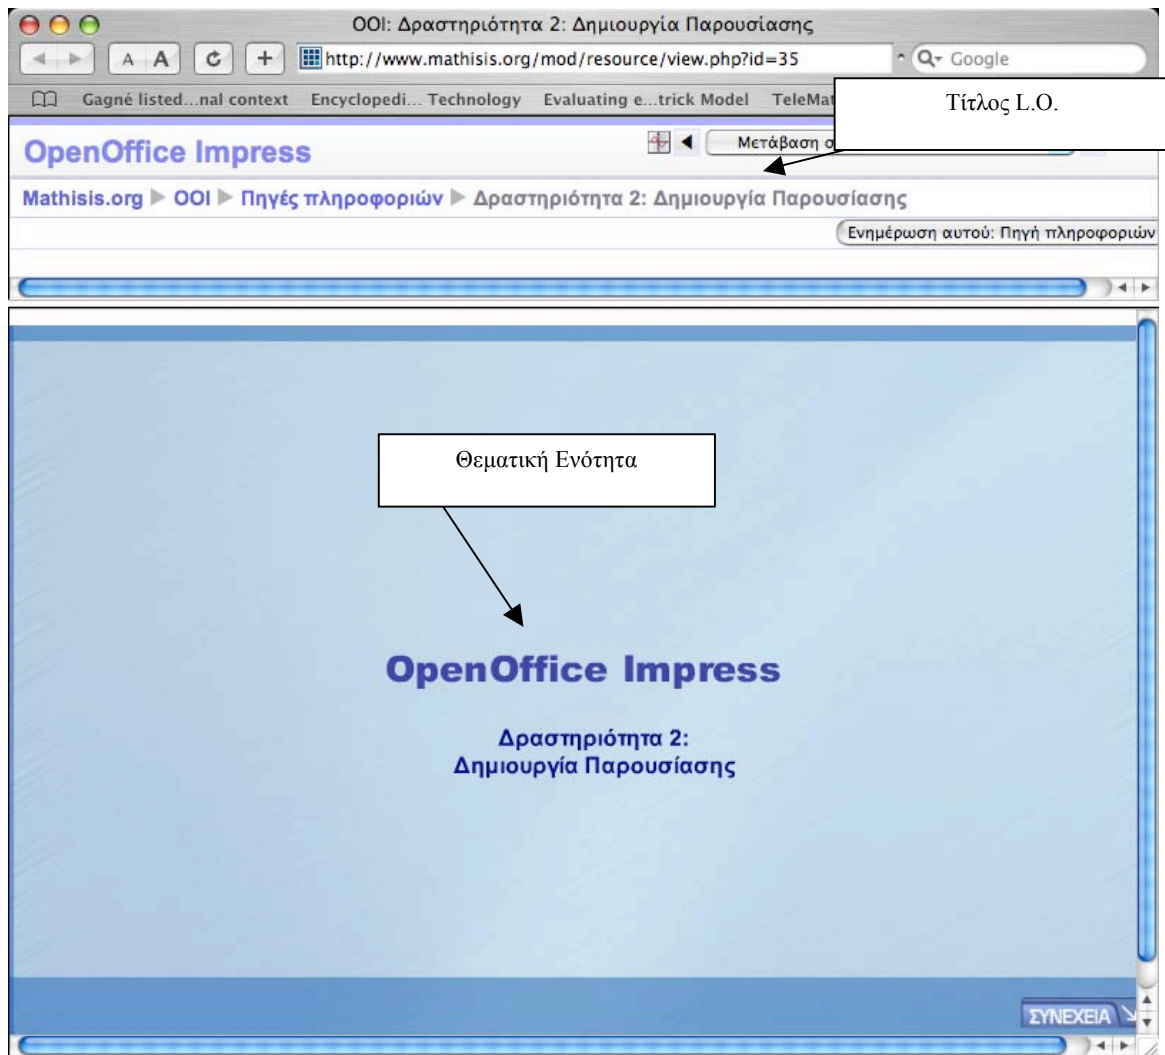 OOI: Δραστηριότητα 2: Δημιουργία Παρουσίασης
A A + http://www.mathisis.org/mod/resource/view.php?id=35 Google
Gagné listed...nal context Encyclopedi... Technology Evaluating e...trick Model TeleMat
Τίτλος L.O.
OpenOffice Impress Μετάβαση σ
Mathisis.org ▶ OOI ▶ Πηγές πληροφοριών ▶ Δραστηριότητα 2: Δημιουργία Παρουσίασης
Ενημέρωση αυτού: Πηγή πληροφοριών
Θεματική Ενότητα
OpenOffice Impress
Δραστηριότητα 2:
Δημιουργία Παρουσίασης
ΣΥΝΕΧΕΙΑ